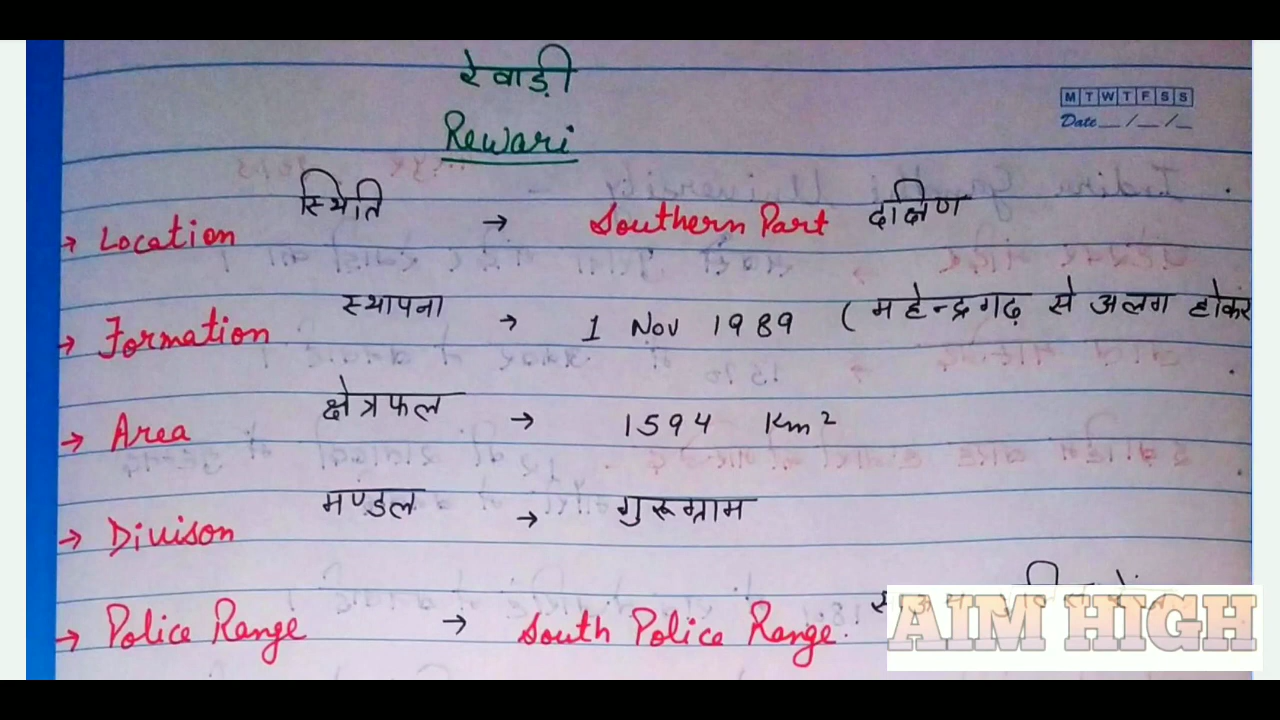 रेवाड़ी
Rewari
M T W T F S S
Date __/__/__
→ Location स्थिति → Southern Part दक्षिण
→ Formation स्थापना → 1 Nov 1989 ( महेन्द्रगढ़ से अलग होकर
→ Area क्षेत्रफल → 1594 Km²
→ Divison मण्डल → गुरूग्राम
→ Police Range → South Police Range.
AIM HIGH